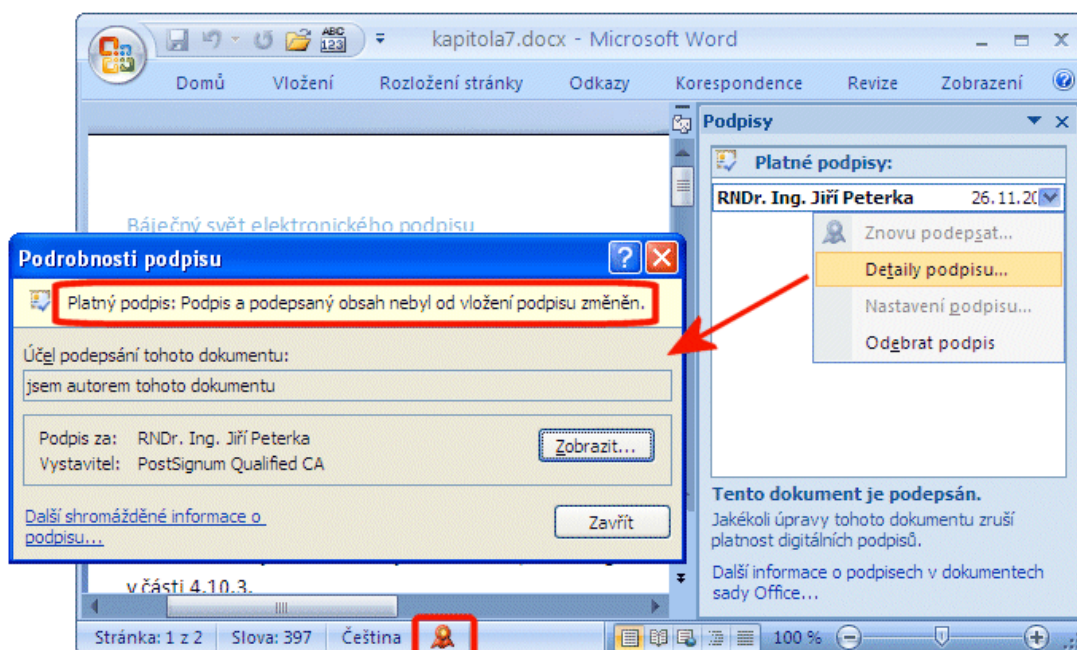 ABC
123
kapitola7.docx - Microsoft Word
Domů Vložení Rozložení stránky Odkazy Korespondence Revize Zobrazení
Báječný svět elektronického podpisu
Podpisy
Platné podpisy:
RNDr. Ing. Jiří Peterka 26.11.20
Znovu podepsat...
Detaily podpisu...
Nastavení podpisu...
Odebrat podpis
Podrobnosti podpisu
Platný podpis: Podpis a podepsaný obsah nebyl od vložení podpisu změněn.
Účel podepsání tohoto dokumentu:
jsem autorem tohoto dokumentu
Podpis za: RNDr. Ing. Jiří Peterka
Zobrazit...
Vystavitel: PostSignum Qualified CA
Další shromážděné informace o
podpisu...
Zavřít
Tento dokument je podepsán.
Jakékoli úpravy tohoto dokumentu zruší
platnost digitálních podpisů.
Další informace o podpisech v dokumentech
sady Office...
v části 4.10.3.
Stránka: 1 z 2 Slova: 397 Čeština 100 %